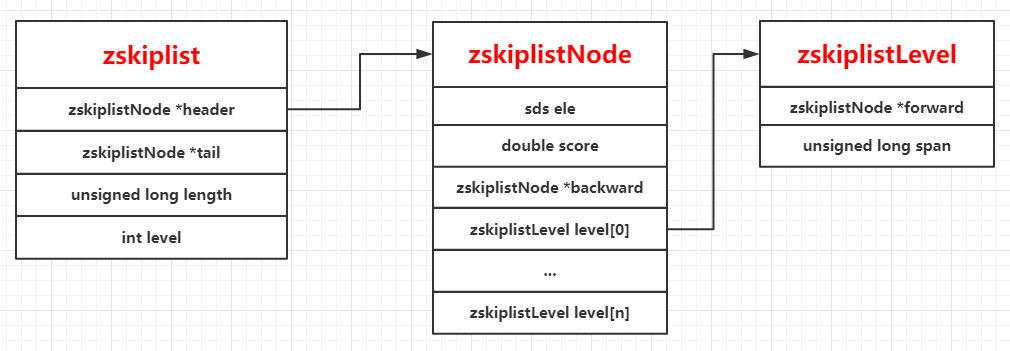 zskiplist
zskiplistNode *header
zskiplistNode *tail
unsigned long length
int level
zskiplistNode
sds ele
double score
zskiplistNode *backward
zskiplistLevel level[0]
...
zskiplistLevel level[n]
zskiplistLevel
zskiplistNode *forward
unsigned long span